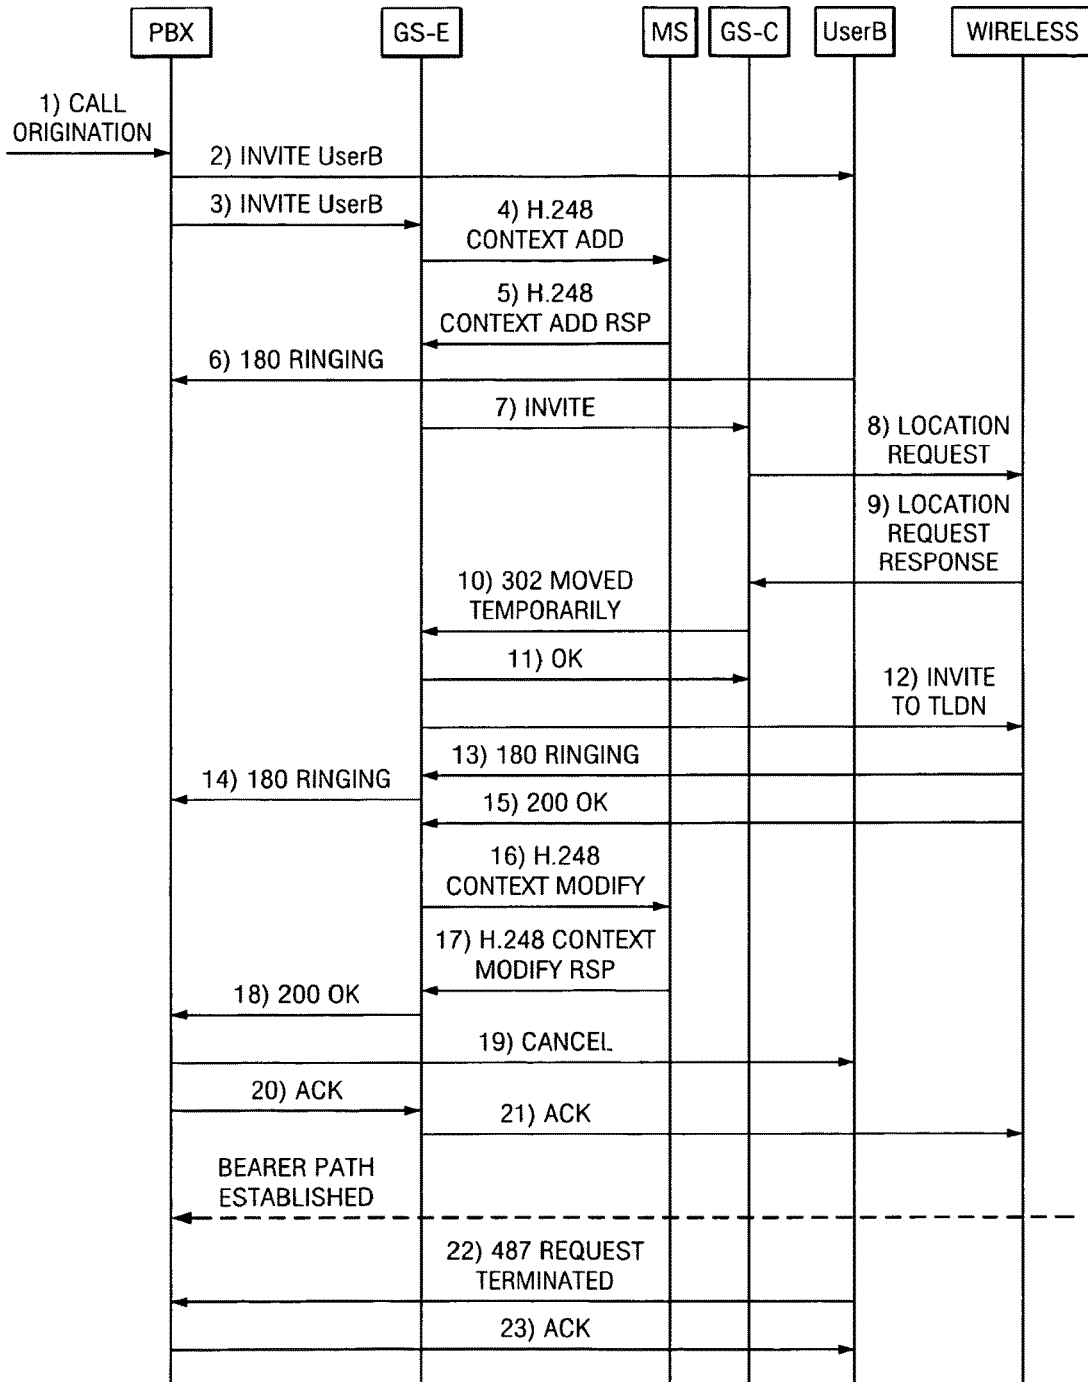 PBX
GS-E
MS
GS-C
UserB
WIRELESS
1) CALL
ORIGINATION
2) INVITE UserB
3) INVITE UserB
4) H.248
CONTEXT ADD
5) H.248
CONTEXT ADD RSP
6) 180 RINGING
7) INVITE
8) LOCATION
REQUEST
9) LOCATION
REQUEST
RESPONSE
10) 302 MOVED
TEMPORARILY
11) OK
12) INVITE
TO TLDN
13) 180 RINGING
14) 180 RINGING
15) 200 OK
16) H.248
CONTEXT MODIFY
17) H.248 CONTEXT
MODIFY RSP
18) 200 OK
19) CANCEL
20) ACK
21) ACK
BEARER PATH
ESTABLISHED
22) 487 REQUEST
TERMINATED
23) ACK